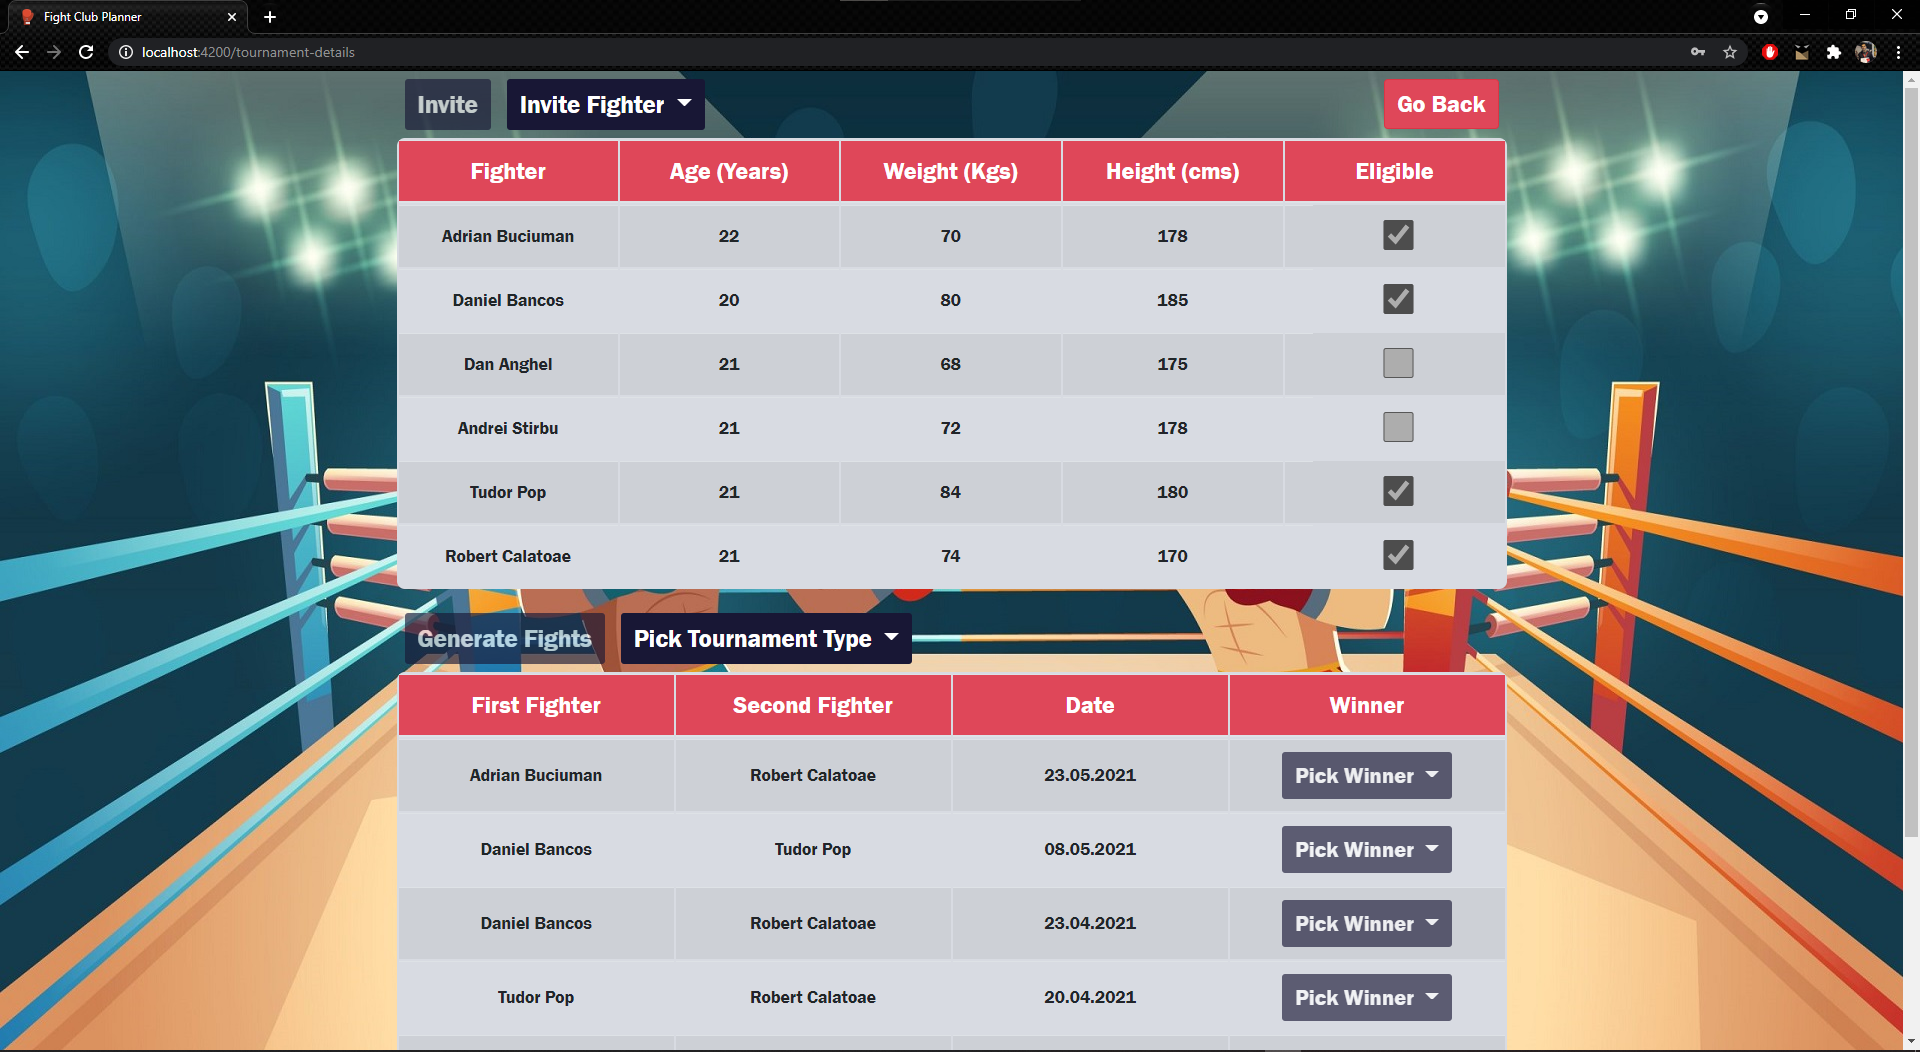 Fight Club Planner
localhost:4200/tournament-details
Invite Invite Fighter Go Back
Fighter Age (Years) Weight (Kgs) Height (cms) Eligible
Adrian Buciuman 22 70 178
Daniel Bancos 20 80 185
Dan Anghel 21 68 175
Andrei Stirbu 21 72 178
Tudor Pop 21 84 180
Robert Calatoae 21 74 170
Generate Fights Pick Tournament Type
First Fighter Second Fighter Date Winner
Adrian Buciuman Robert Calatoae 23.05.2021 Pick Winner
Daniel Bancos Tudor Pop 08.05.2021 Pick Winner
Daniel Bancos Robert Calatoae 23.04.2021 Pick Winner
Tudor Pop Robert Calatoae 20.04.2021 Pick Winner